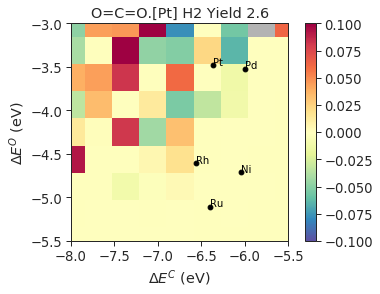 O=C=O.[Pt] H2 Yield 2.6
−3.0
−3.5
−4.0
−4.5
−5.0
−5.5
ΔE^O (eV)
Pt
Pd
Rh
Ni
Ru
−8.0 −7.5 −7.0 −6.5 −6.0 −5.5
ΔE^C (eV)
0.100
0.075
0.050
0.025
0.000
−0.025
−0.050
−0.075
−0.100